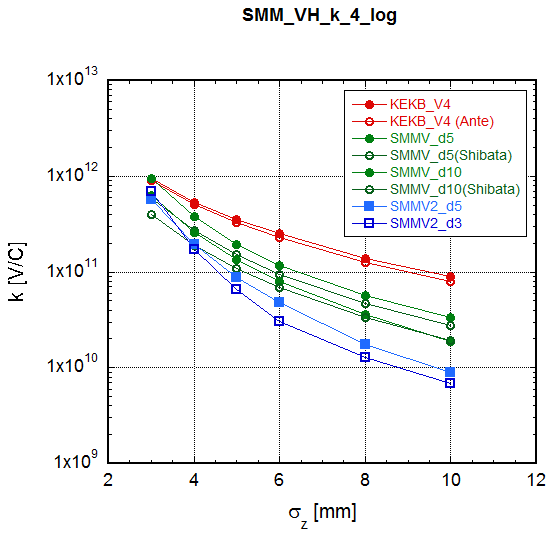 SMM_VH_k_4_log
1x10^13
1x10^12
1x10^11
1x10^10
1x10^9
k [V/C]
KEKB_V4
KEKB_V4 (Ante)
SMMV_d5
SMMV_d5(Shibata)
SMMV_d10
SMMV_d10(Shibata)
SMMV2_d5
SMMV2_d3
2 4 6 8 10 12
σ_z [mm]